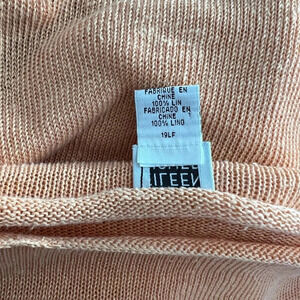 FABRIQUE EN
CHINE
100% LIN
FABRICADO EN
CHINE
100% LINO
19LF